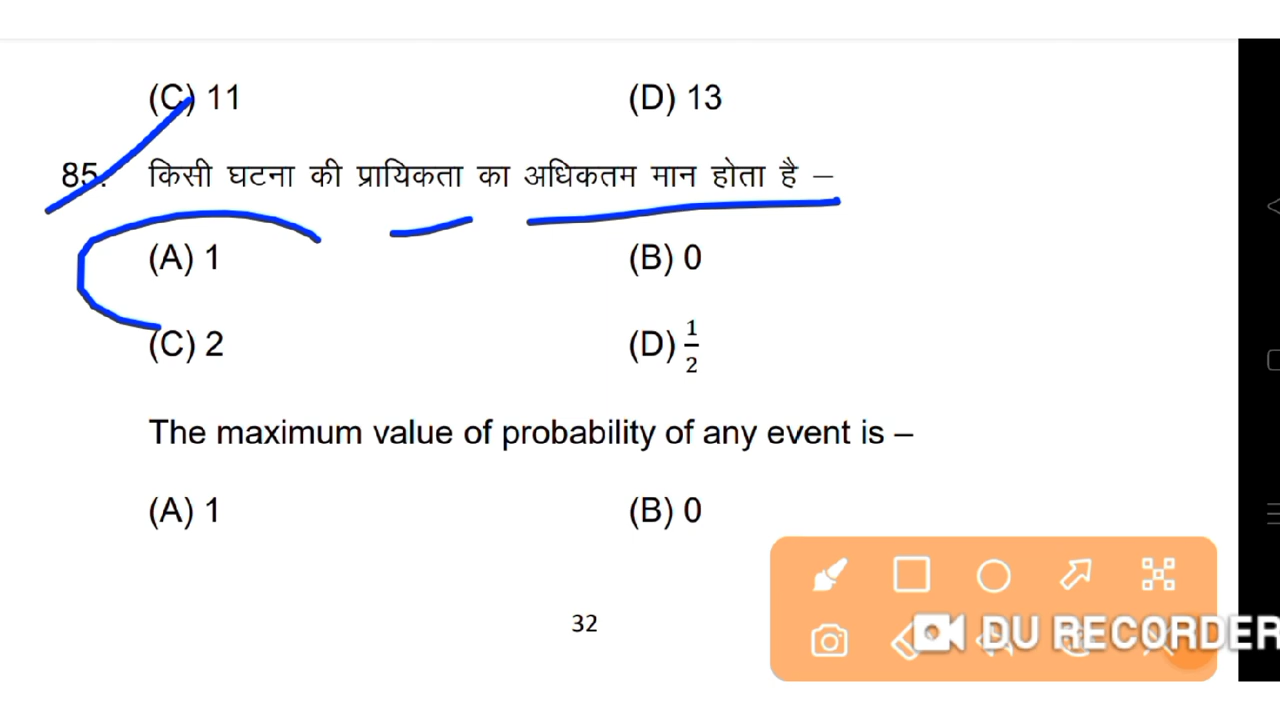 (C) 11 (D) 13
85. किसी घटना की प्रायिकता का अधिकतम मान होता है –
(A) 1 (B) 0
(C) 2 (D) 1/2
The maximum value of probability of any event is –
(A) 1 (B) 0
32
DU RECORDER